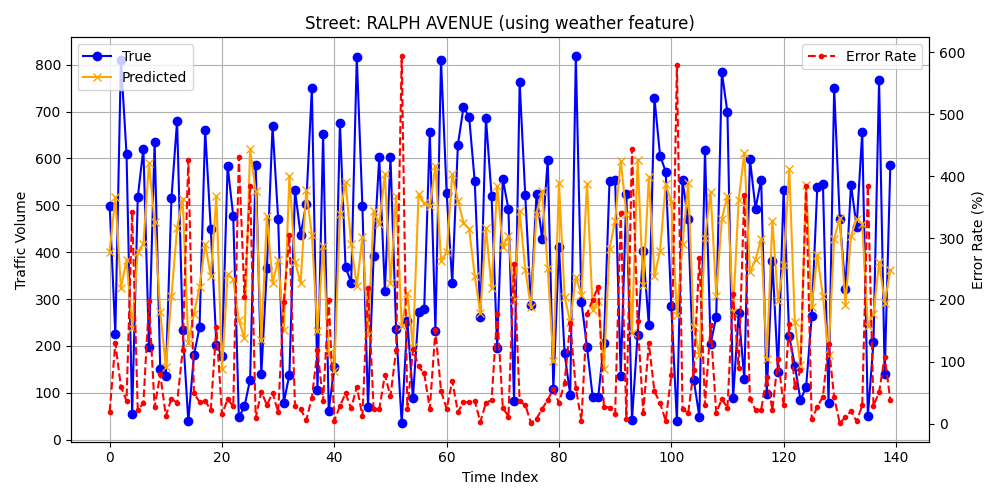 Street: RALPH AVENUE (using weather feature)
True
Predicted
Error Rate
Traffic Volume
800
700
600
500
400
300
200
100
0
600
500
400
300
200
100
0
Error Rate (%)
0 20 40 60 80 100 120 140
Time Index